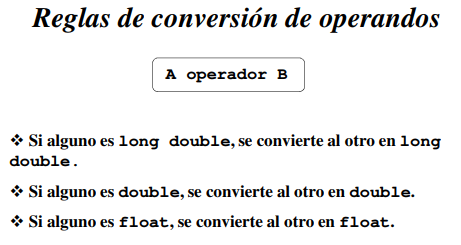 Reglas de conversión de operandos
A operador B
❖ Si alguno es long double, se convierte al otro en long
double.
❖ Si alguno es double, se convierte al otro en double.
❖ Si alguno es float, se convierte al otro en float.